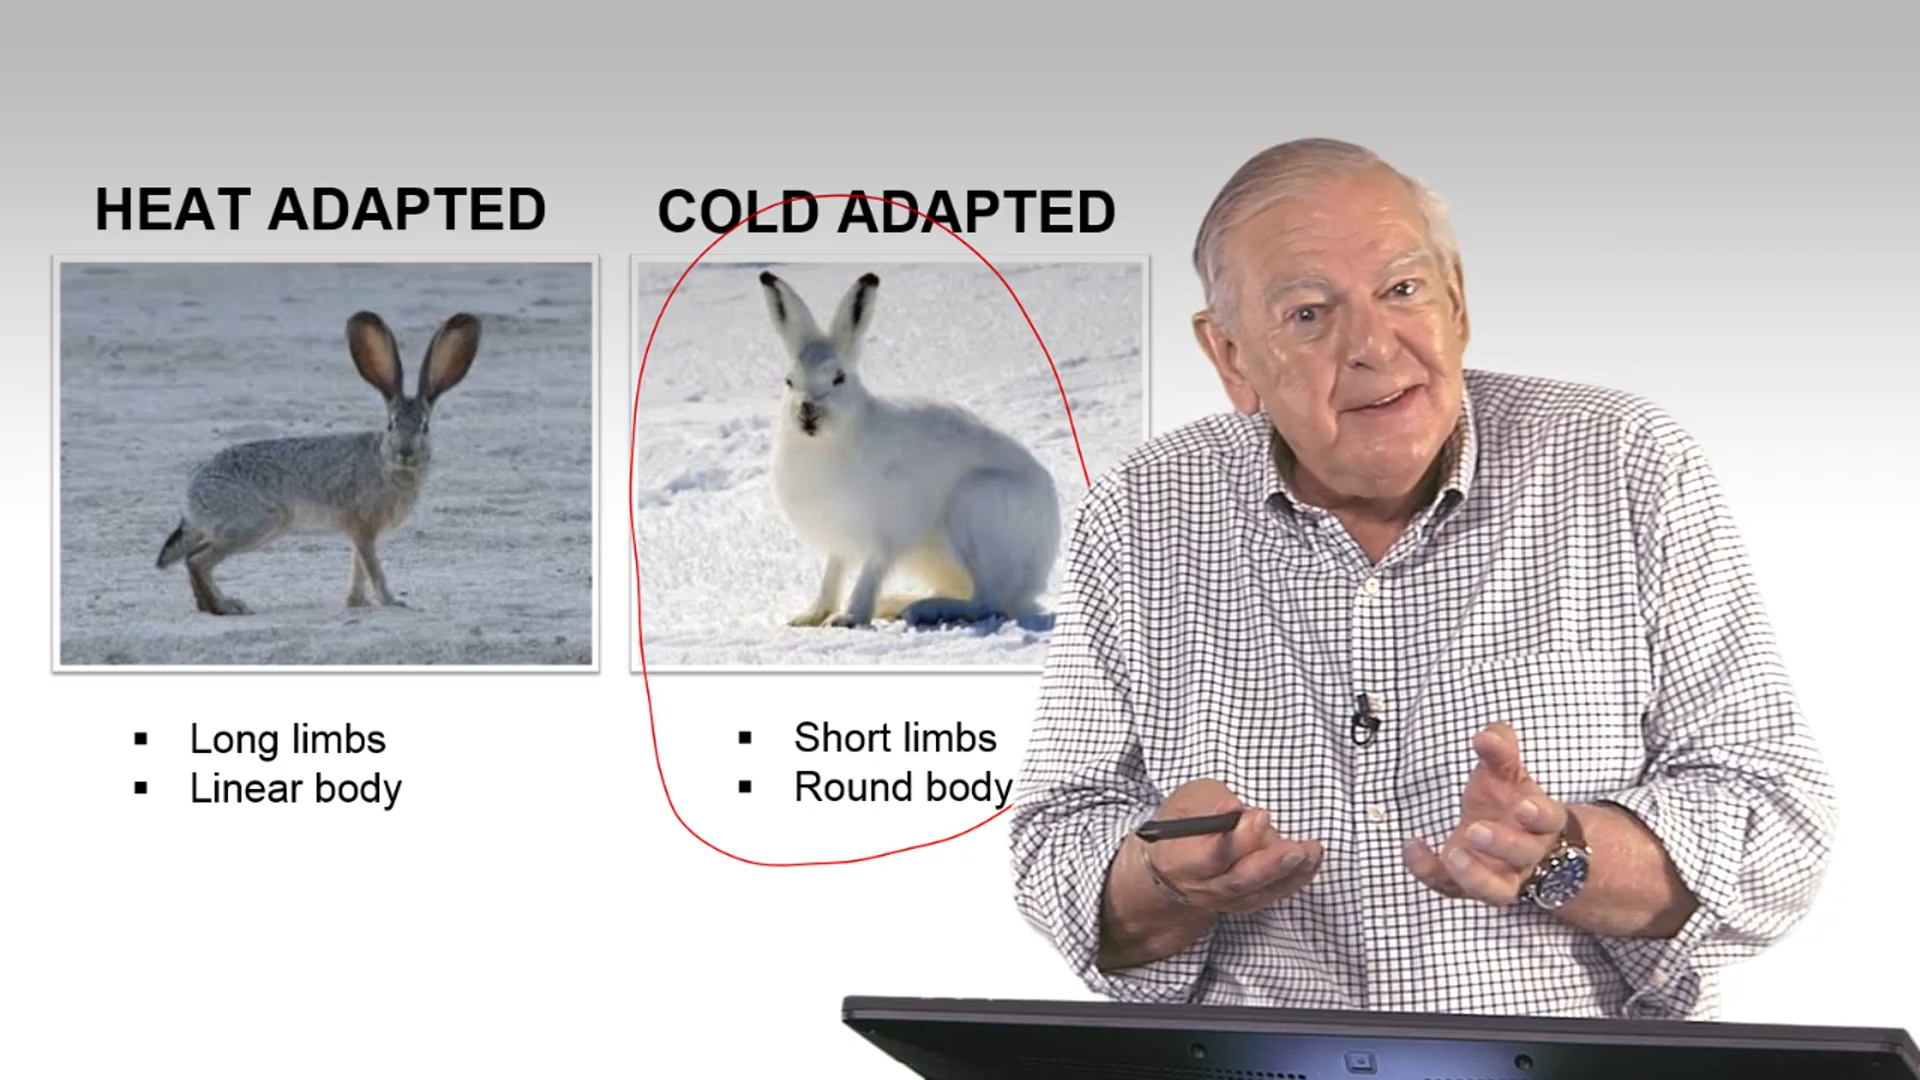 HEAT ADAPTED
COLD ADAPTED
▪ Long limbs
▪ Linear body
▪ Short limbs
▪ Round body